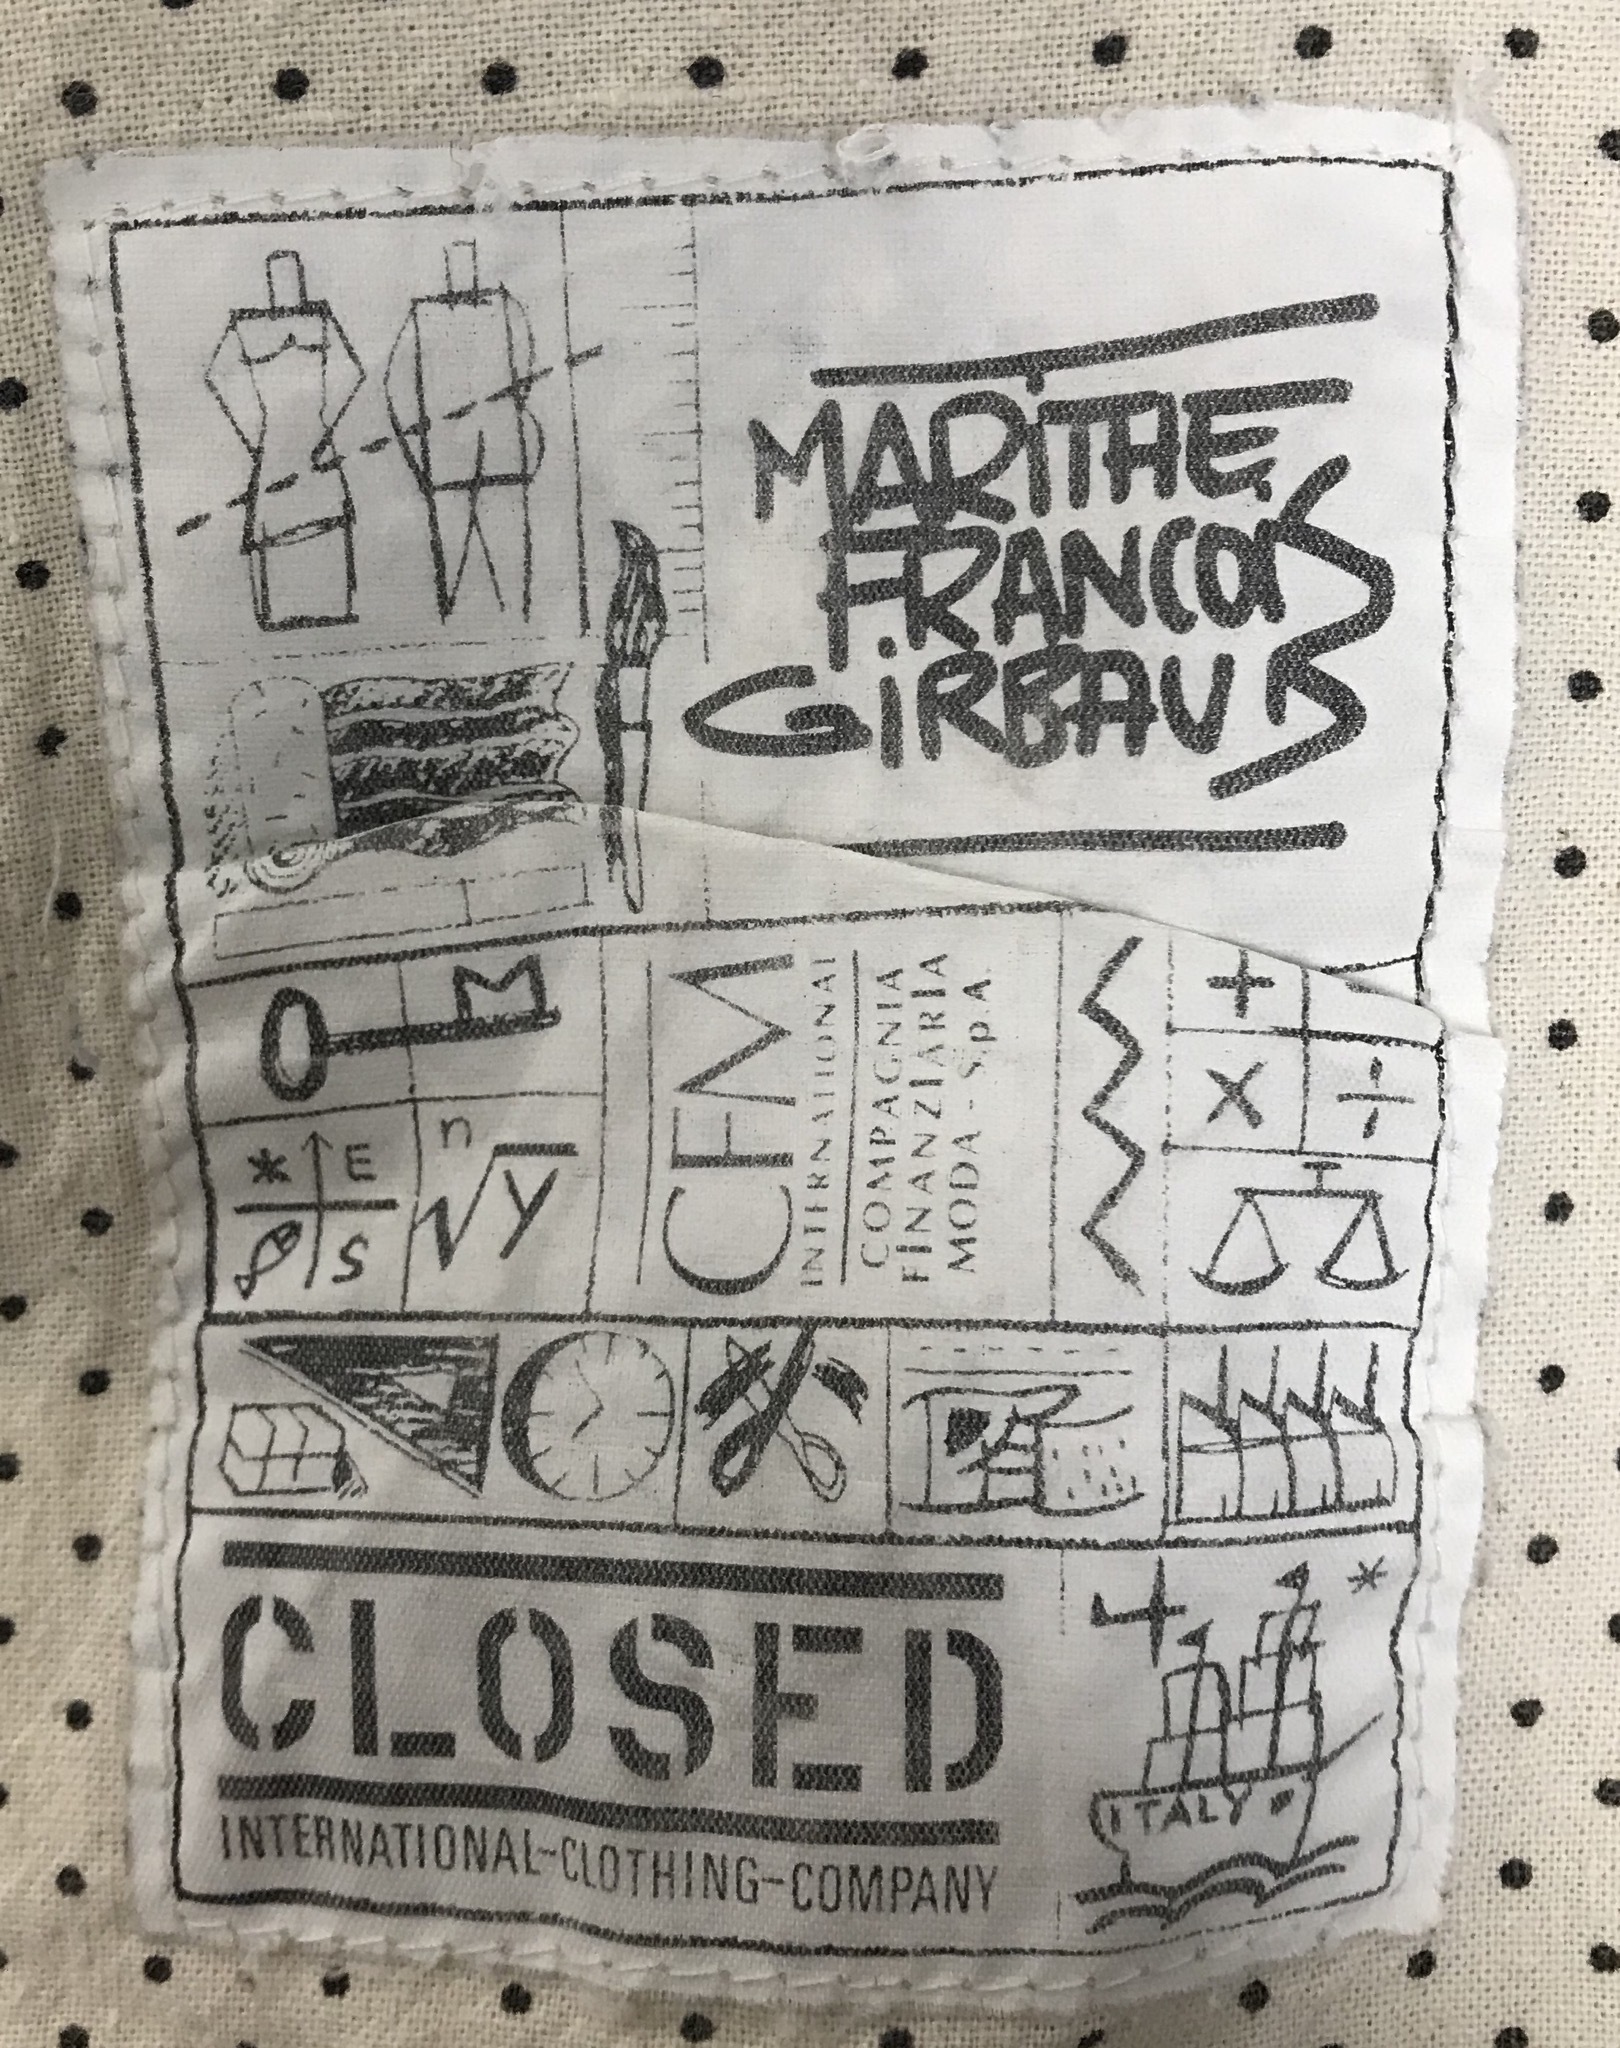 MARITHE
FRANCOIS
GIRBAUD
CFM
INTERNATIONAL
COMPAGNIA
FINANZIARIA
MODA - S.p.A.
+ -
× ÷
* E
S
n
√y
CLOSED
INTERNATIONAL-CLOTHING-COMPANY
*
ITALY